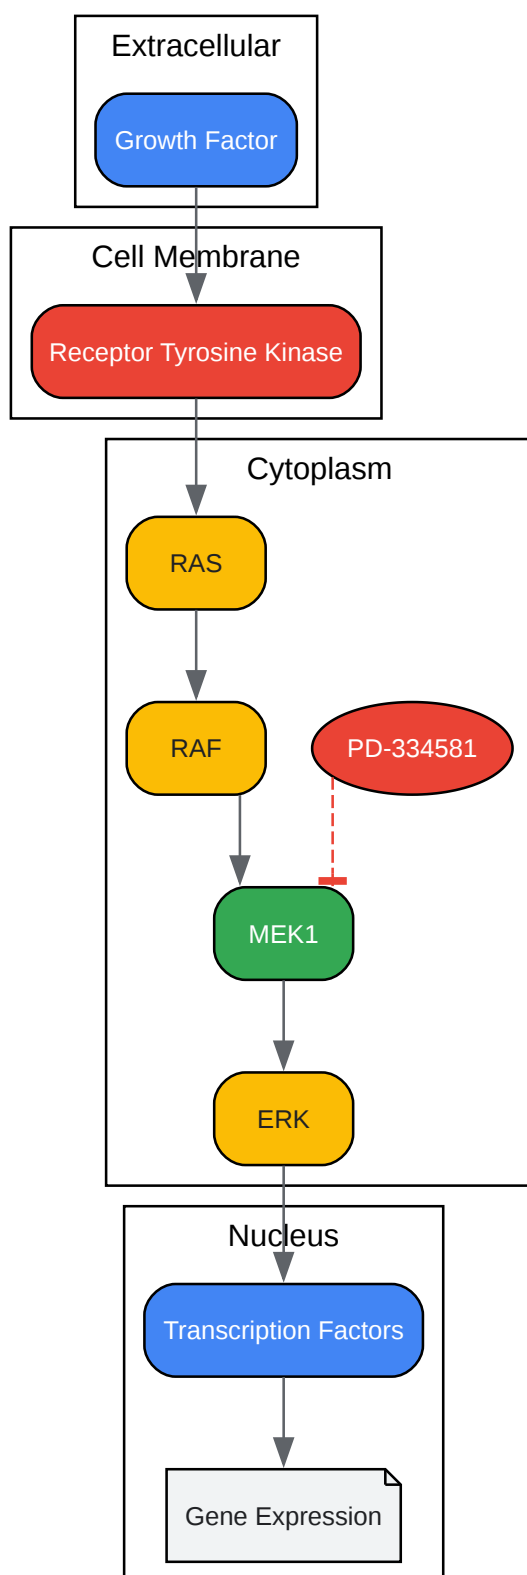 Extracellular
Growth Factor
Cell Membrane
Receptor Tyrosine Kinase
Cytoplasm
RAS
RAF
PD-334581
MEK1
ERK
Nucleus
Transcription Factors
Gene Expression